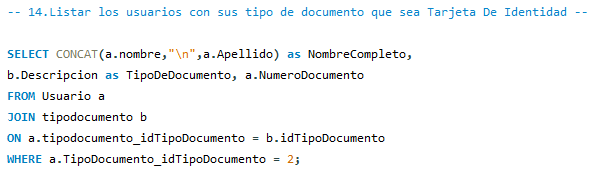 -- 14.Listar los usuarios con sus tipo de documento que sea Tarjeta De Identidad --
SELECT CONCAT(a.nombre,"\n",a.Apellido) as NombreCompleto,
b.Descripcion as TipoDeDocumento, a.NumeroDocumento
FROM Usuario a
JOIN tipodocumento b
ON a.tipodocumento_idTipoDocumento = b.idTipoDocumento
WHERE a.TipoDocumento_idTipoDocumento = 2;